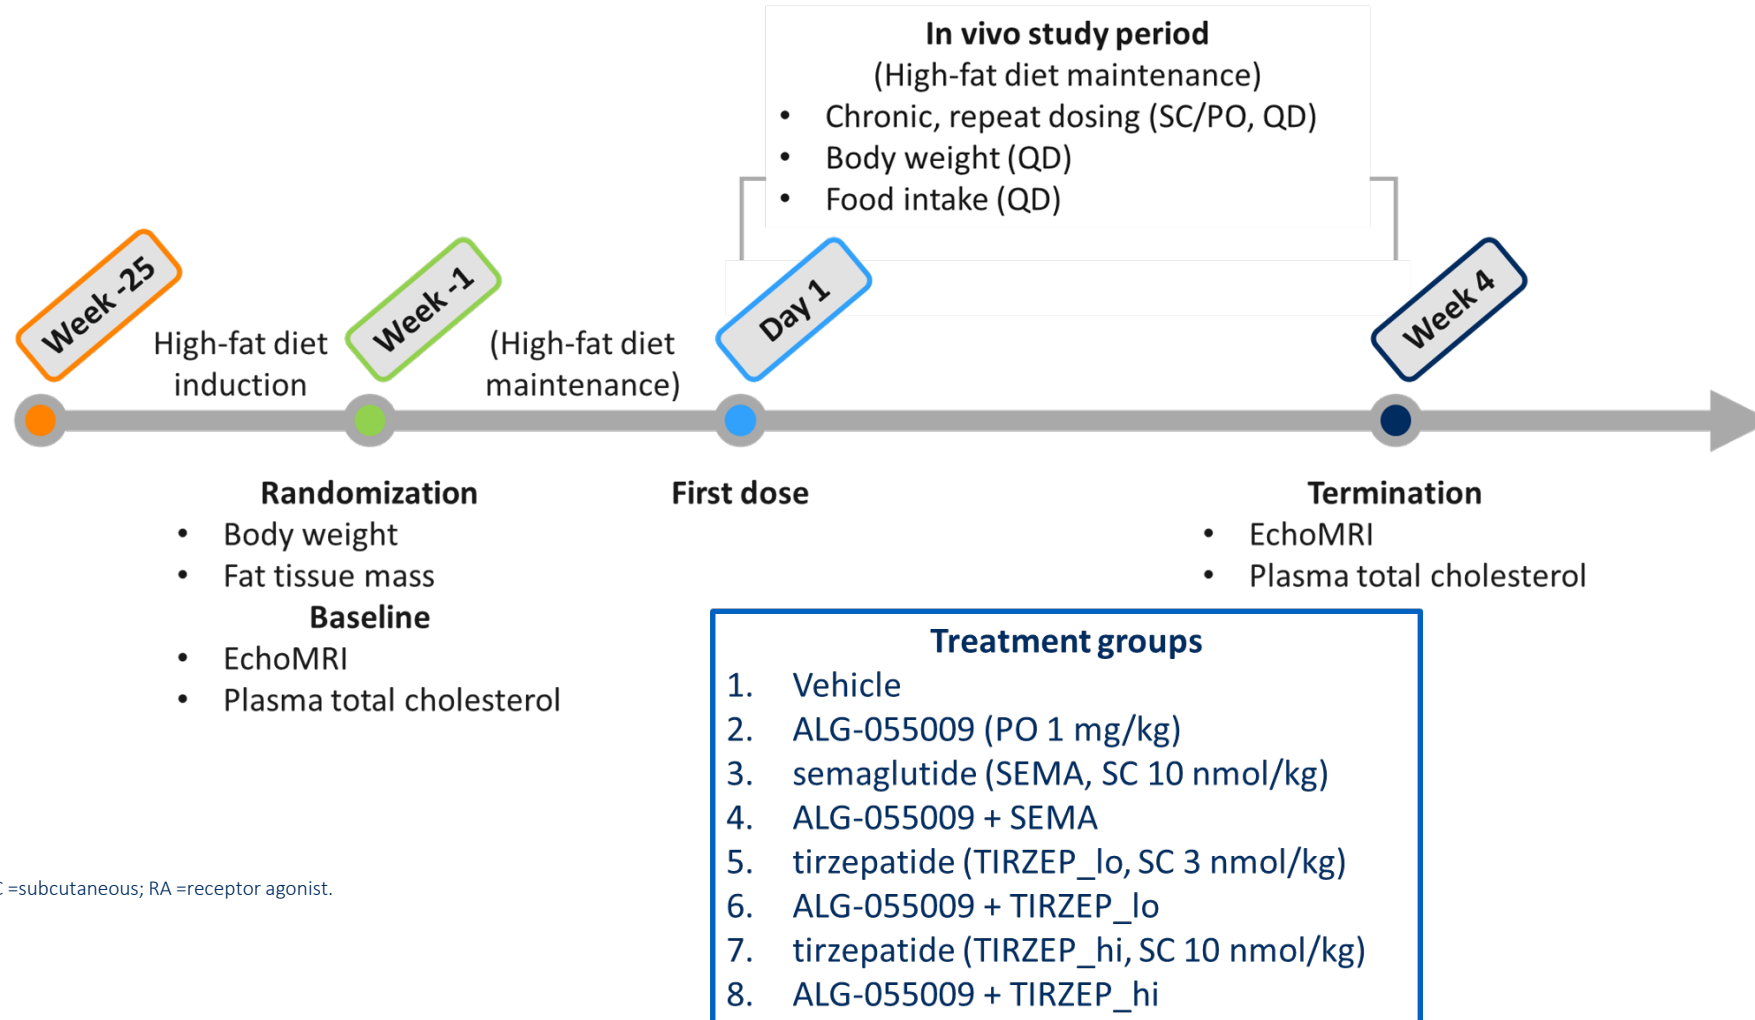 In vivo study period
(High-fat diet maintenance)
• Chronic, repeat dosing (SC/PO, QD)
• Body weight (QD)
• Food intake (QD)
Week -25
High-fat diet
induction
Week -1
(High-fat diet
maintenance)
Day 1
Week 4
Randomization
• Body weight
• Fat tissue mass
Baseline
• EchoMRI
• Plasma total cholesterol
First dose
Termination
• EchoMRI
• Plasma total cholesterol
Treatment groups
1. Vehicle
2. ALG-055009 (PO 1 mg/kg)
3. semaglutide (SEMA, SC 10 nmol/kg)
4. ALG-055009 + SEMA
5. tirzepatide (TIRZEP_lo, SC 3 nmol/kg)
6. ALG-055009 + TIRZEP_lo
7. tirzepatide (TIRZEP_hi, SC 10 nmol/kg)
8. ALG-055009 + TIRZEP_hi
C =subcutaneous; RA =receptor agonist.